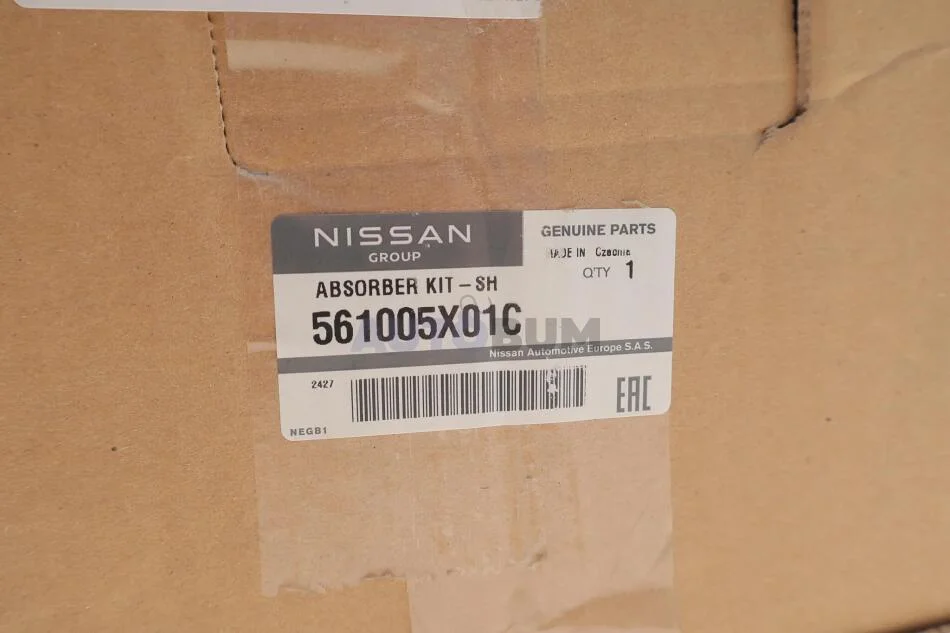 NISSAN
GROUP
GENUINE PARTS
MADE IN Czechia
Q'TY 1
ABSORBER KIT – SH
561005X01C
AUTOBUM
Nissan Automotive Europe S.A.S.
2427
EAC
NEGB1